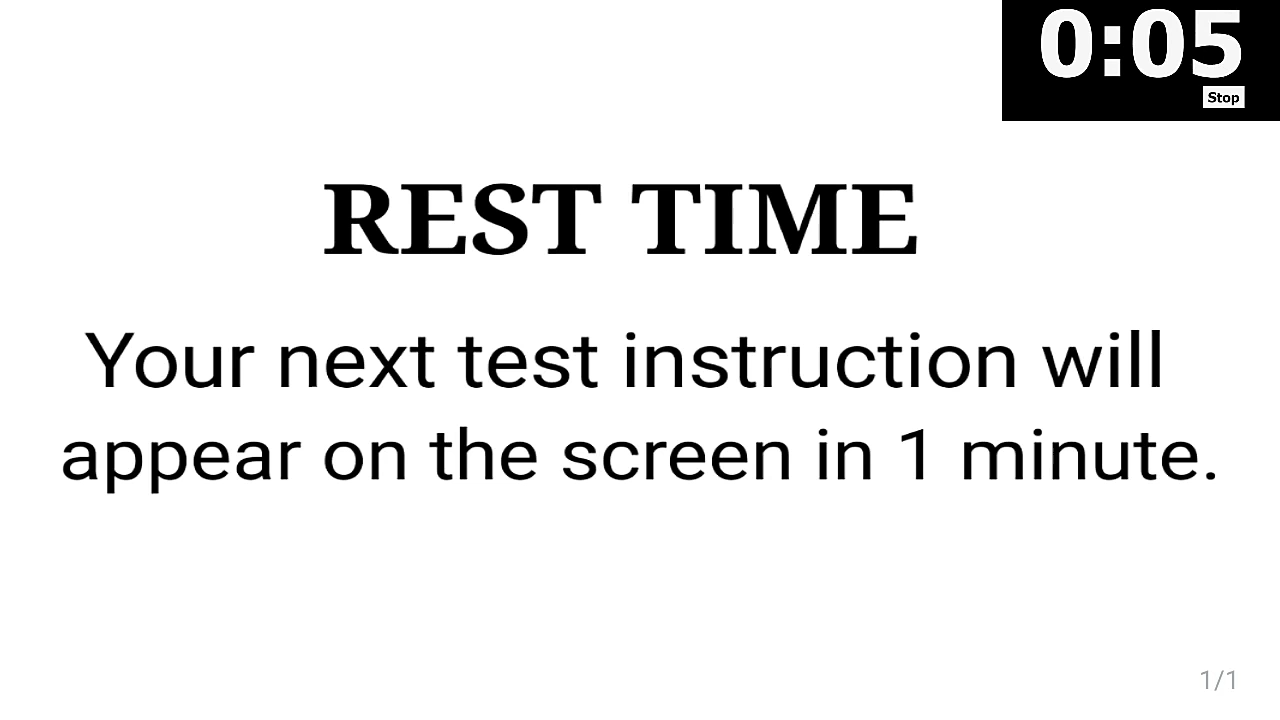 0:05
Stop
REST TIME
Your next test instruction will
appear on the screen in 1 minute.
1/1